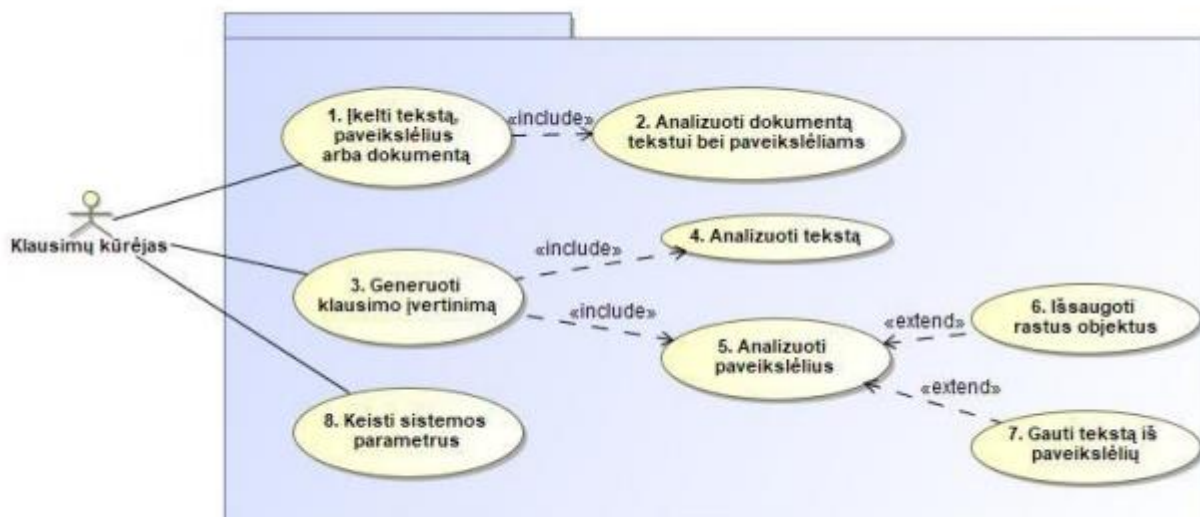 1. Įkelti tekstą,
paveikslėlius
arba dokumentą
«include»
2. Analizuoti dokumentą
tekstui bei paveikslėliams
Klausimų kūrėjas
«include»
4. Analizuoti tekstą
3. Generuoti
klausimo įvertinimą
«include»
5. Analizuoti
paveikslėlius
«extend»
6. Išsaugoti
rastus objektus
«extend»
7. Gauti tekstą iš
paveikslėlių
8. Keisti sistemos
parametrus